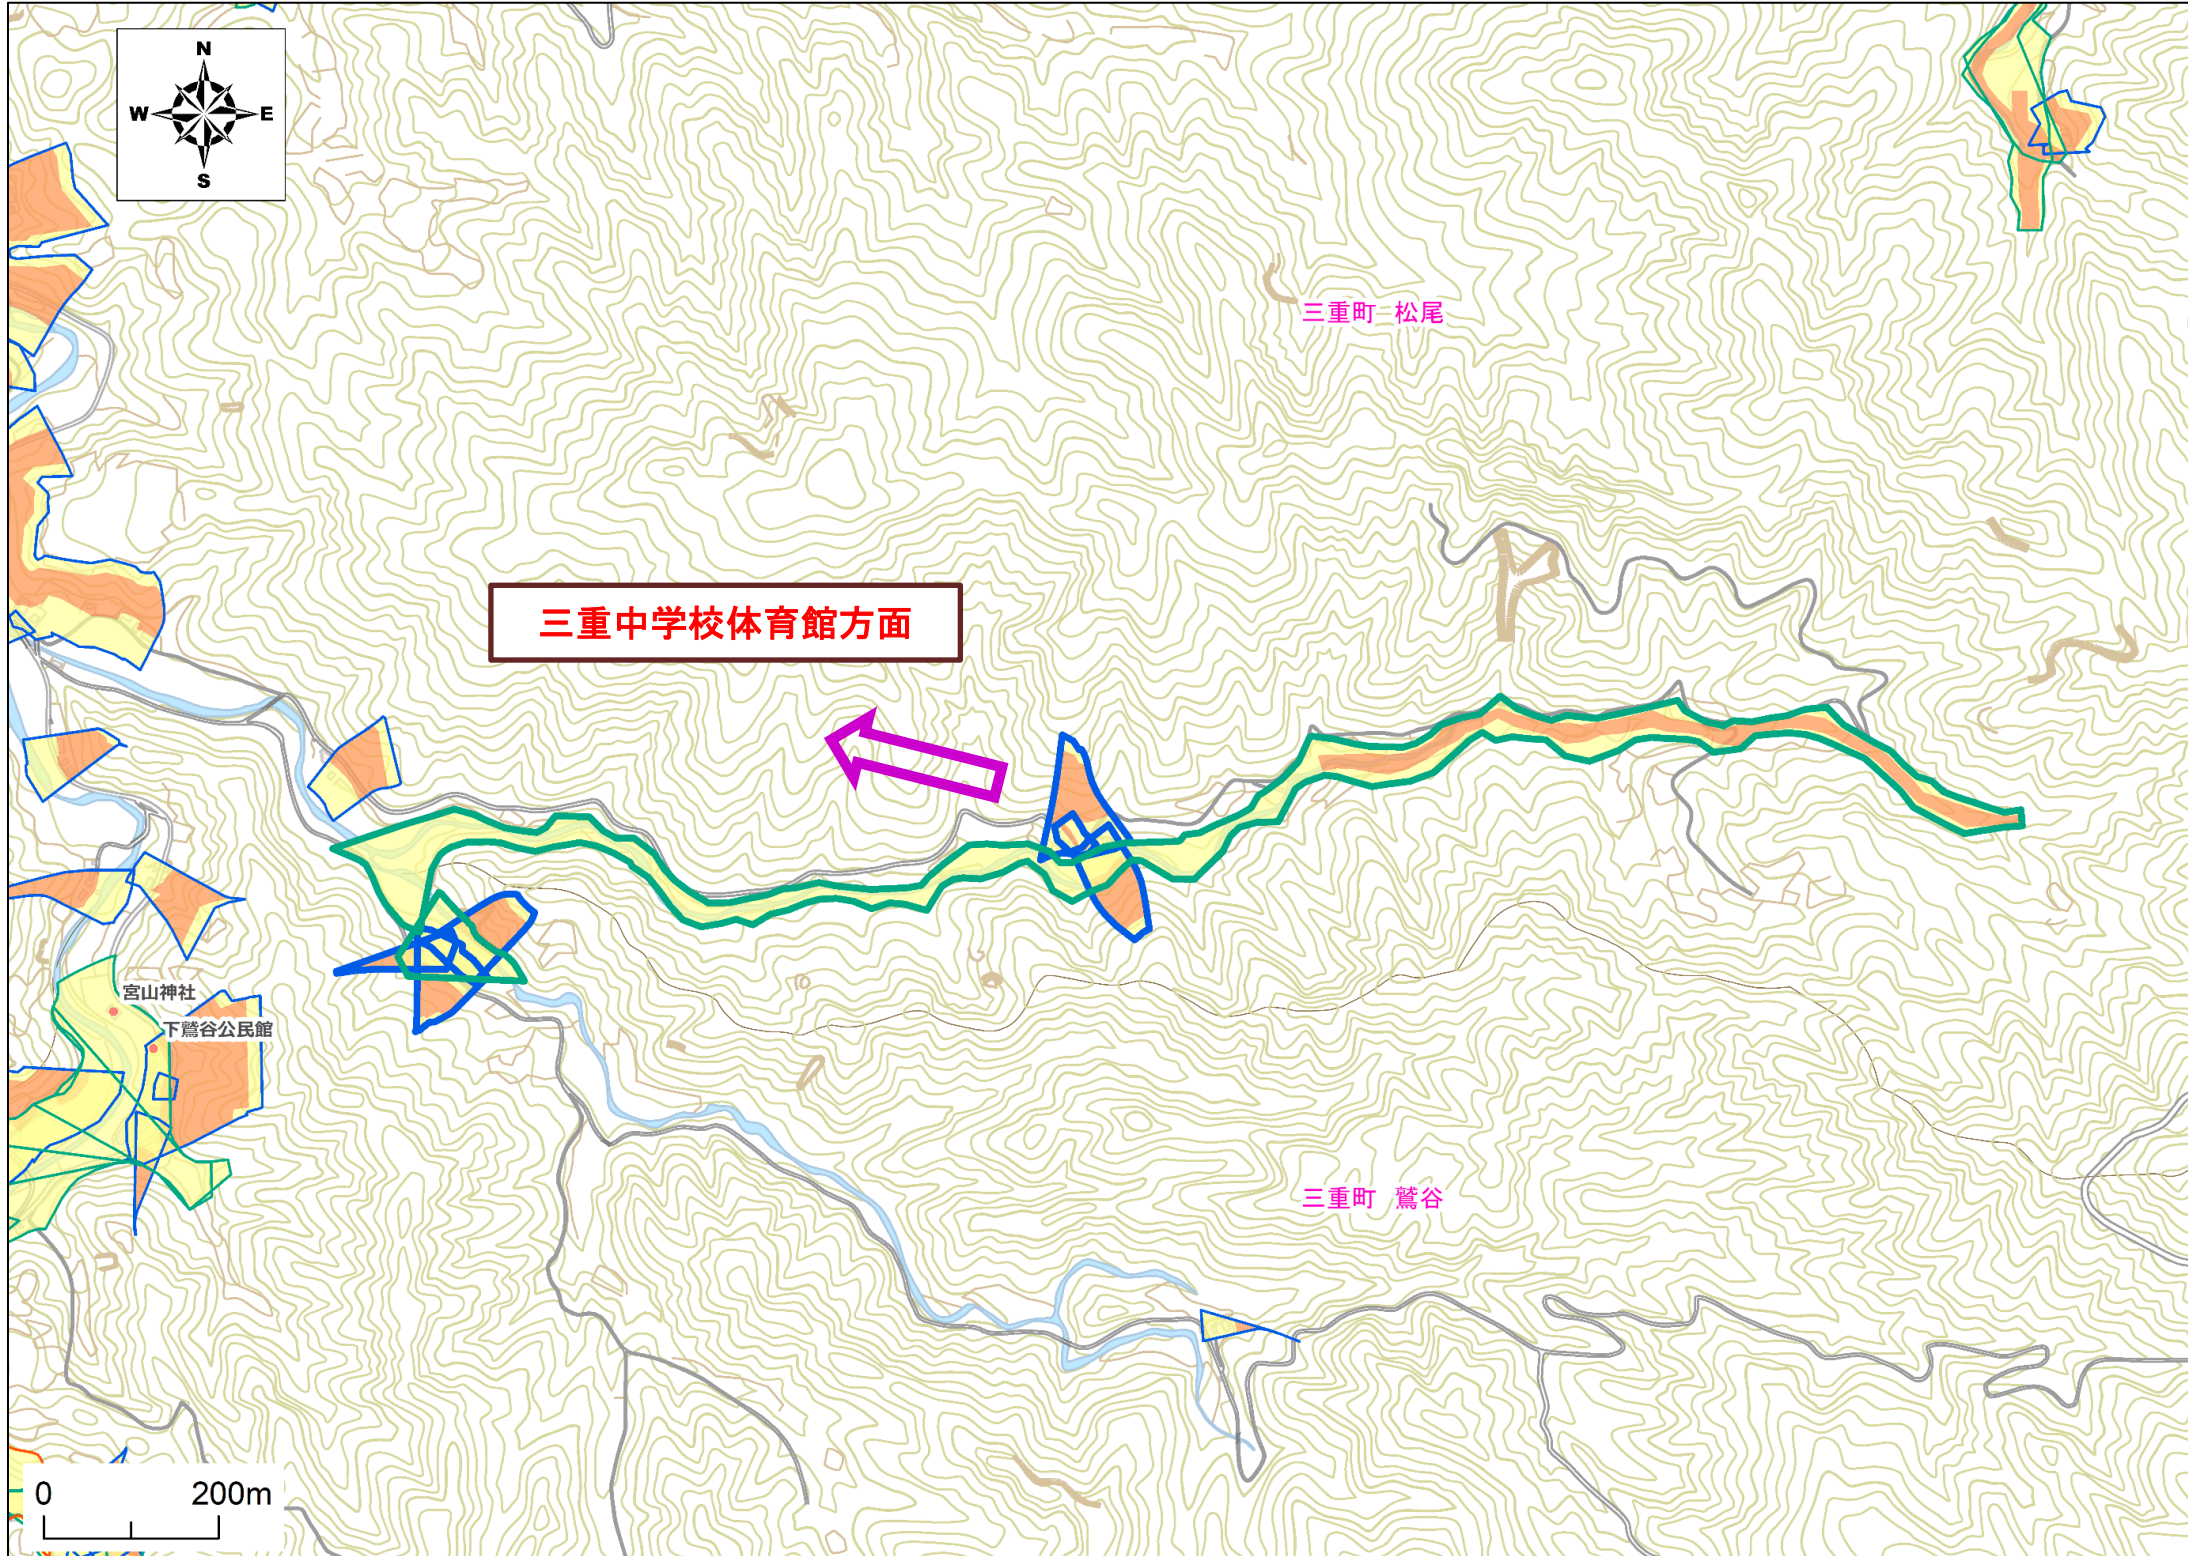 N
W E
S
三重町 松尾
三重中学校体育館方面
宮山神社
下鷲谷公民館
三重町 鷲谷
0 200m